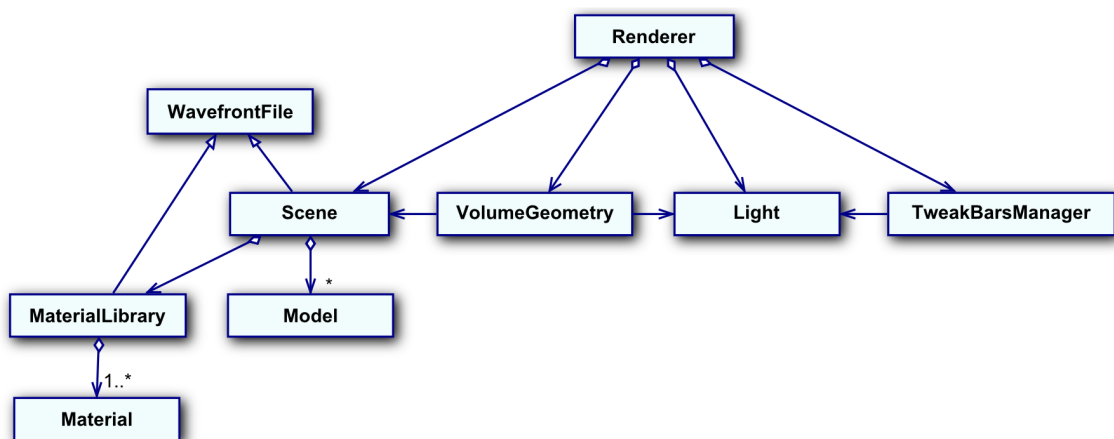 Renderer
WavefrontFile
Scene
VolumeGeometry
Light
TweakBarsManager
*
MaterialLibrary
Model
1..*
Material